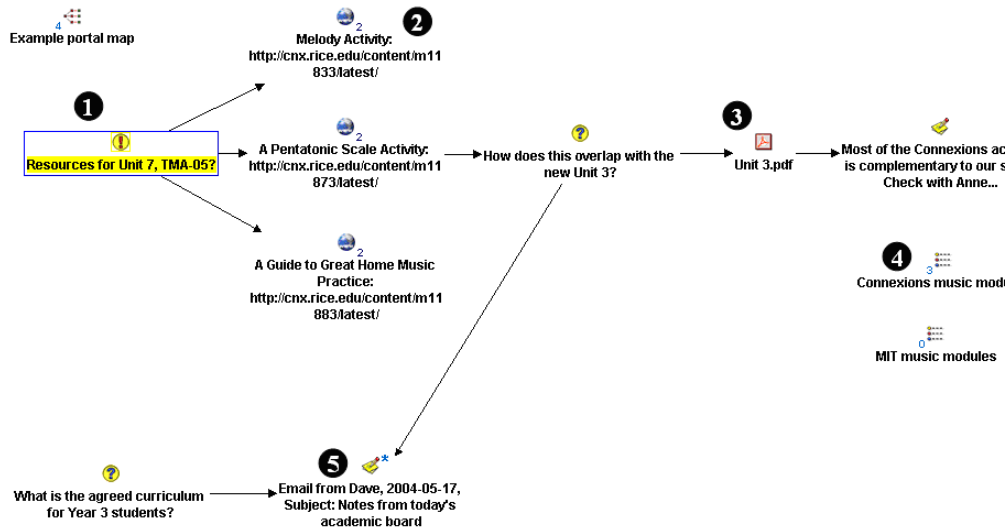 4
Example portal map
2
2
Melody Activity:
http://cnx.rice.edu/content/m11
833/latest/
1
Resources for Unit 7, TMA-05?
2
A Pentatonic Scale Activity:
http://cnx.rice.edu/content/m11
873/latest/
How does this overlap with the
new Unit 3?
3
Unit 3.pdf
Most of the Connexions ac
is complementary to our s
Check with Anne...
2
A Guide to Great Home Music
Practice:
http://cnx.rice.edu/content/m11
883/latest/
4
3
Connexions music modu
0
MIT music modules
What is the agreed curriculum
for Year 3 students?
5
*
Email from Dave, 2004-05-17,
Subject: Notes from today's
academic board